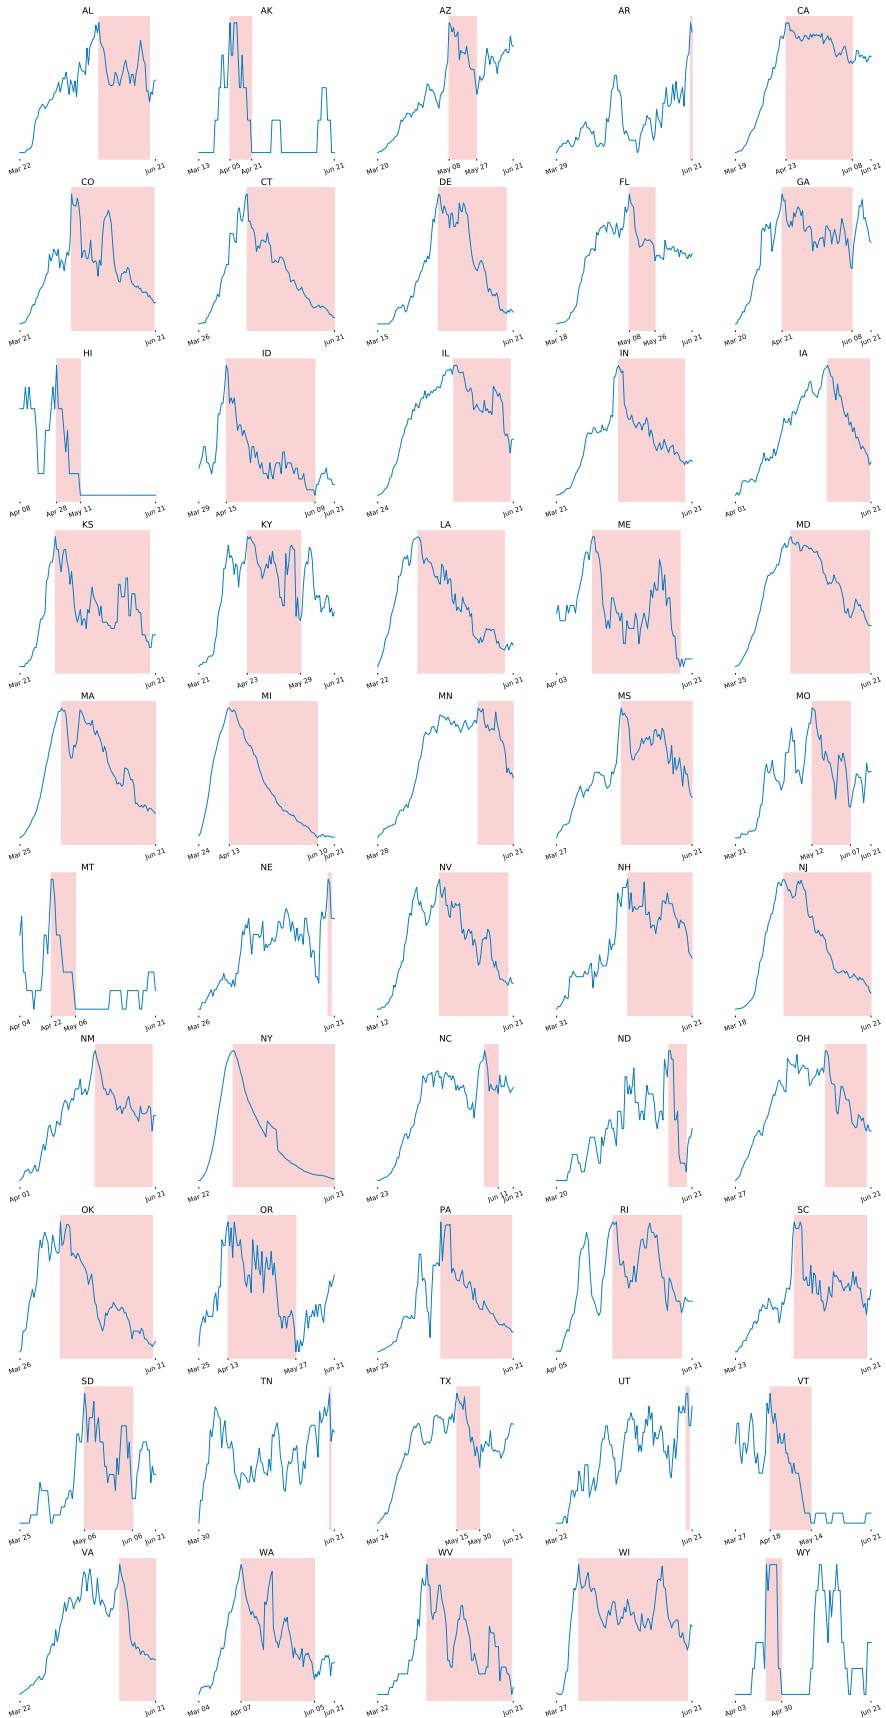 AL AK AZ AR CA
Mar 22 Jun 21 Mar 13 Apr 05 Apr 21 Jun 21 Mar 20 May 08 May 27 Jun 21 Mar 29 Jun 21 Mar 19 Apr 23 Jun 08 Jun 21
CO CT DE FL GA
Mar 21 Jun 21 Mar 26 Jun 21 Mar 15 Jun 21 Mar 18 May 08 May 26 Jun 21 Mar 20 Apr 21 Jun 08 Jun 21
HI ID IL IN IA
Apr 08 Apr 28 May 11 Jun 21 Mar 29 Apr 15 Jun 09 Jun 21 Mar 24 Jun 21 Mar 21 Jun 21 Apr 01 Jun 21
KS KY LA ME MD
Mar 21 Jun 21 Mar 21 Apr 23 May 29 Jun 21 Mar 22 Jun 21 Apr 03 Jun 21 Mar 25 Jun 21
MA MI MN MS MO
Mar 25 Jun 21 Mar 24 Apr 13 Jun 10 Jun 21 Mar 28 Jun 21 Mar 27 Jun 21 Mar 21 May 12 Jun 07 Jun 21
MT NE NV NH NJ
Apr 04 Apr 22 May 06 Jun 21 Mar 26 Jun 21 Mar 12 Jun 21 Mar 31 Jun 21 Mar 18 Jun 21
NM NY NC ND OH
Apr 01 Jun 21 Mar 22 Jun 21 Mar 23 Jun 11 Jun 21 Mar 20 Jun 21 Mar 27 Jun 21
OK OR PA RI SC
Mar 26 Jun 21 Mar 25 Apr 13 May 27 Jun 21 Mar 25 Jun 21 Apr 05 Jun 21 Mar 23 Jun 21
SD TN TX UT VT
Mar 25 May 06 Jun 06 Jun 21 Mar 30 Jun 21 Mar 24 May 15 May 30 Jun 21 Mar 22 Jun 21 Mar 27 Apr 18 May 14 Jun 21
VA WA WV WI WY
Mar 22 Jun 21 Mar 04 Apr 07 Jun 05 Jun 21 Mar 22 Jun 21 Mar 27 Jun 21 Apr 03 Apr 30 Jun 21